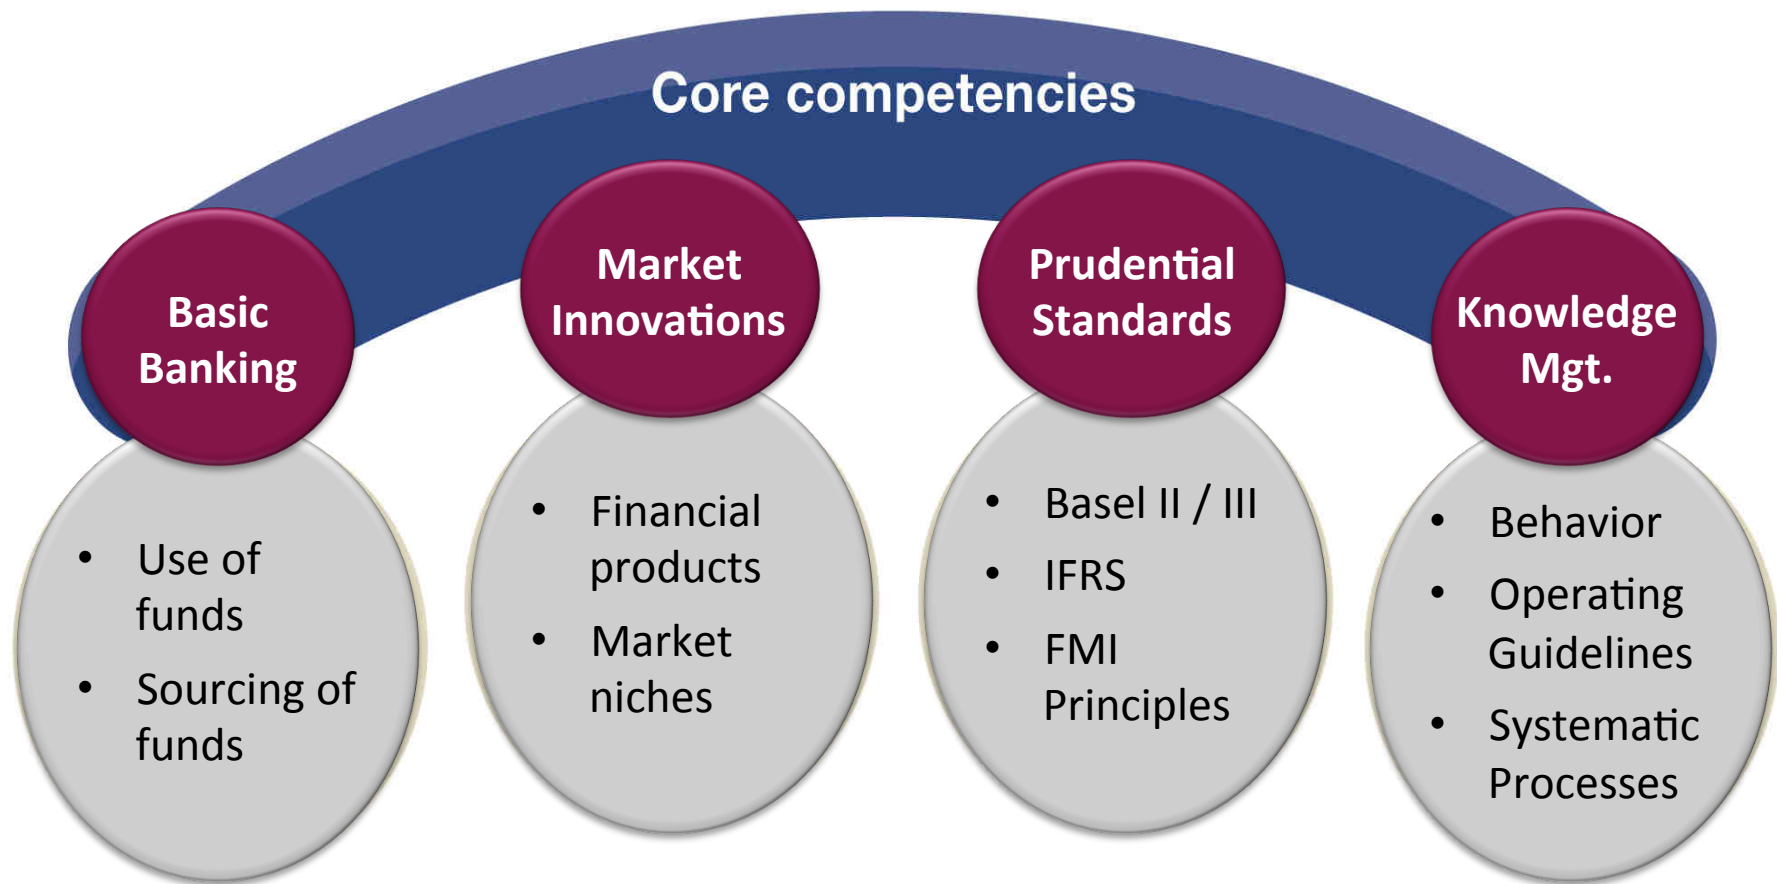 Core competencies
Basic
Banking
• Use of
funds
• Sourcing of
funds
Market
Innovations
• Financial
products
• Market
niches
Prudential
Standards
• Basel II / III
• IFRS
• FMI
Principles
Knowledge
Mgt.
• Behavior
• Operating
Guidelines
• Systematic
Processes